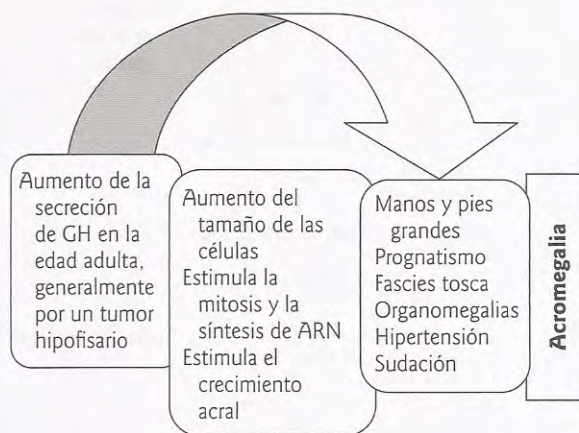 Aumento de la
secreción
de GH en la
edad adulta,
generalmente
por un tumor
hipofisario
Aumento del
tamaño de las
células
Estimula la
mitosis y la
síntesis de ARN
Estimula el
crecimiento
acral
Manos y pies
grandes
Prognatismo
Fascies tosca
Organomegalias
Hipertensión
Sudación
Acromegalia